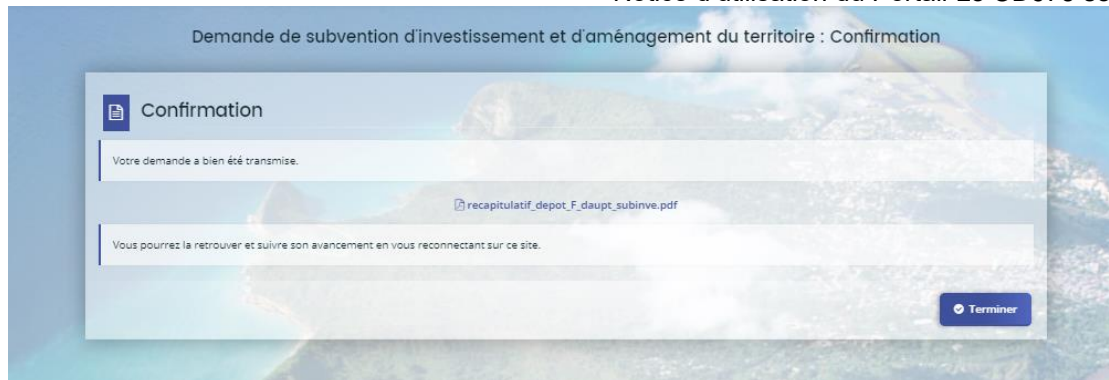 Demande de subvention d'investissement et d'aménagement du territoire : Confirmation
Confirmation
Votre demande a bien été transmise.
recapitulatif_depot_F_daupt_subinve.pdf
Vous pourrez la retrouver et suivre son avancement en vous reconnectant sur ce site.
Terminer